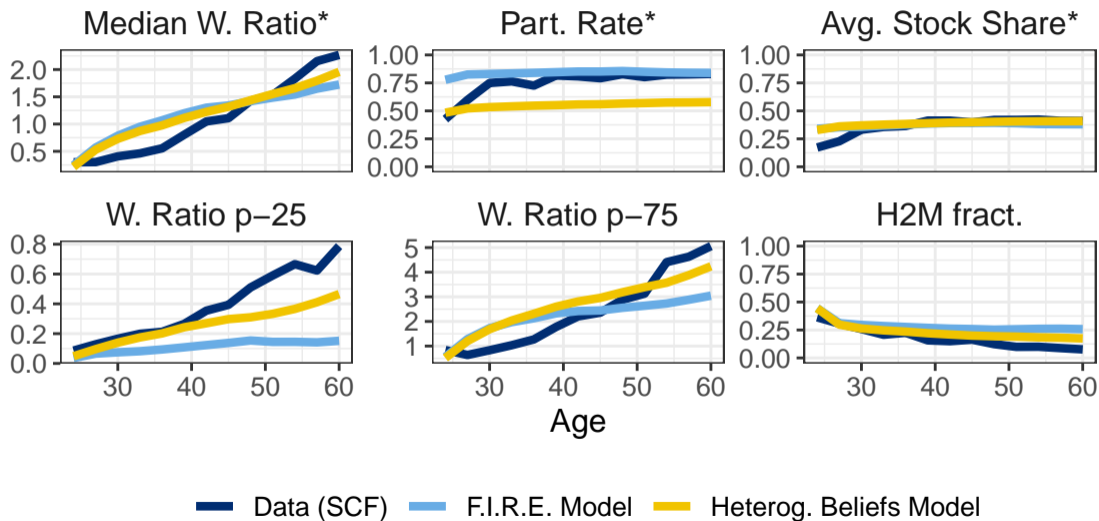 Median W. Ratio*
Part. Rate*
Avg. Stock Share*
2.0
1.5
1.0
0.5
1.00
0.75
0.50
0.25
0.00
1.00
0.75
0.50
0.25
0.00
W. Ratio p−25
W. Ratio p−75
H2M fract.
0.8
0.6
0.4
0.2
0.0
5
4
3
2
1
1.00
0.75
0.50
0.25
0.00
30 40 50 60
30 40 50 60
30 40 50 60
Age
Data (SCF) F.I.R.E. Model Heterog. Beliefs Model